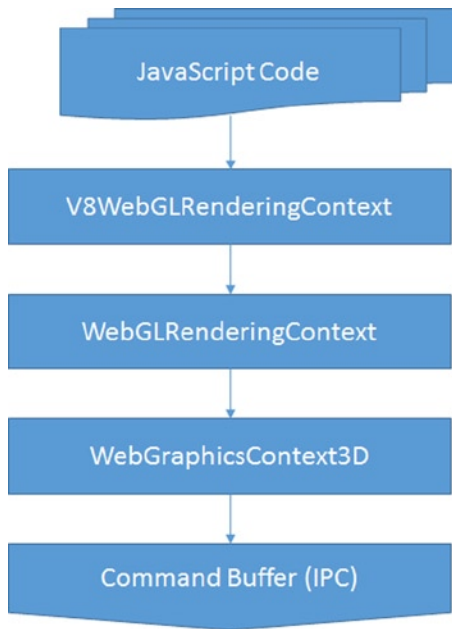 JavaScript Code
V8WebGLRenderingContext
WebGLRenderingContext
WebGraphicsContext3D
Command Buffer (IPC)